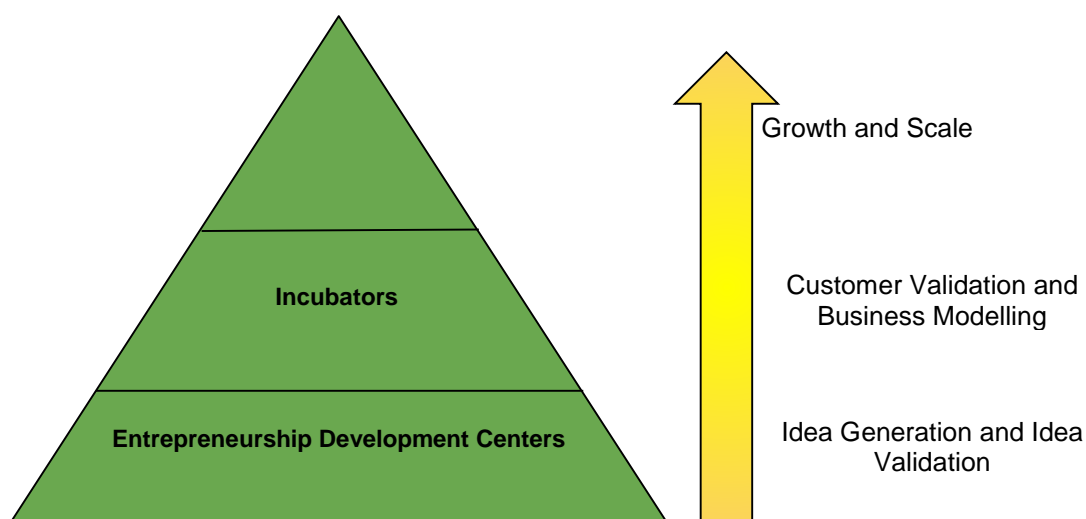 Growth and Scale
Incubators
Customer Validation and
Business Modelling
Entrepreneurship Development Centers
Idea Generation and Idea
Validation